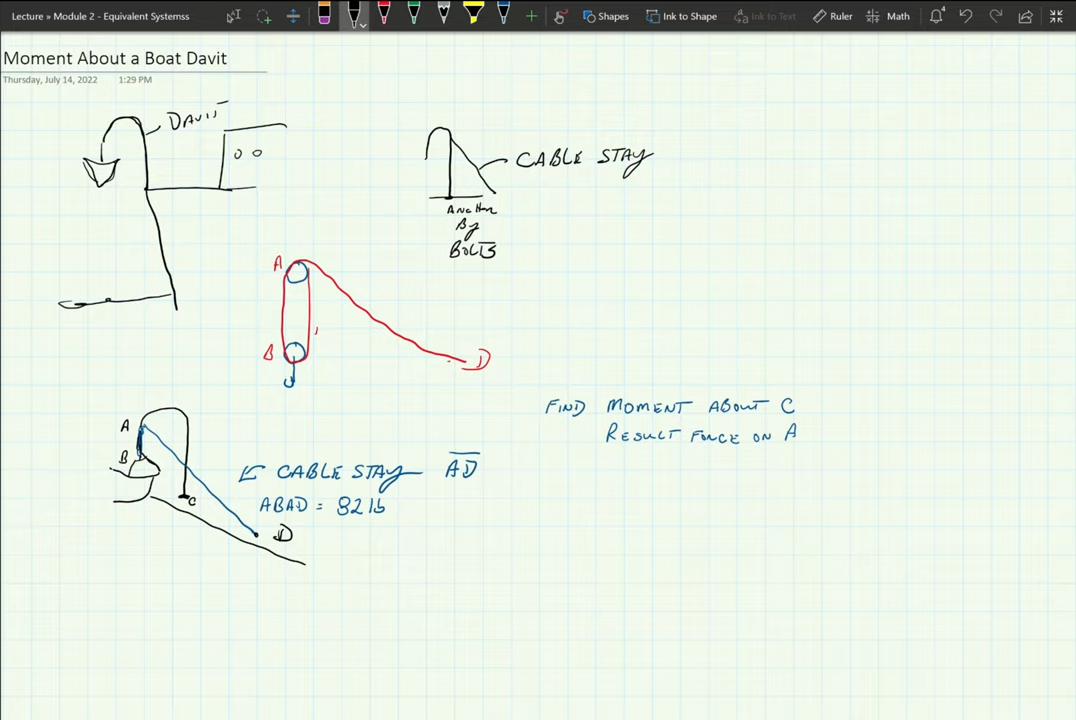 Lecture » Module 2 - Equivalent Systemss
Shapes
Ink to Shape
Ink to Text
Ruler
Math
4
Moment About a Boat Davit
Thursday, July 14, 2022 1:29 PM
DAVIT
CABLE STAY
ANCHOR
By
BOLTS
A
B
D
FIND MOMENT ABOUT C
RESULT FORCE ON A
A
B
C
D
CABLE STAY AD
ABAD = 82 lb